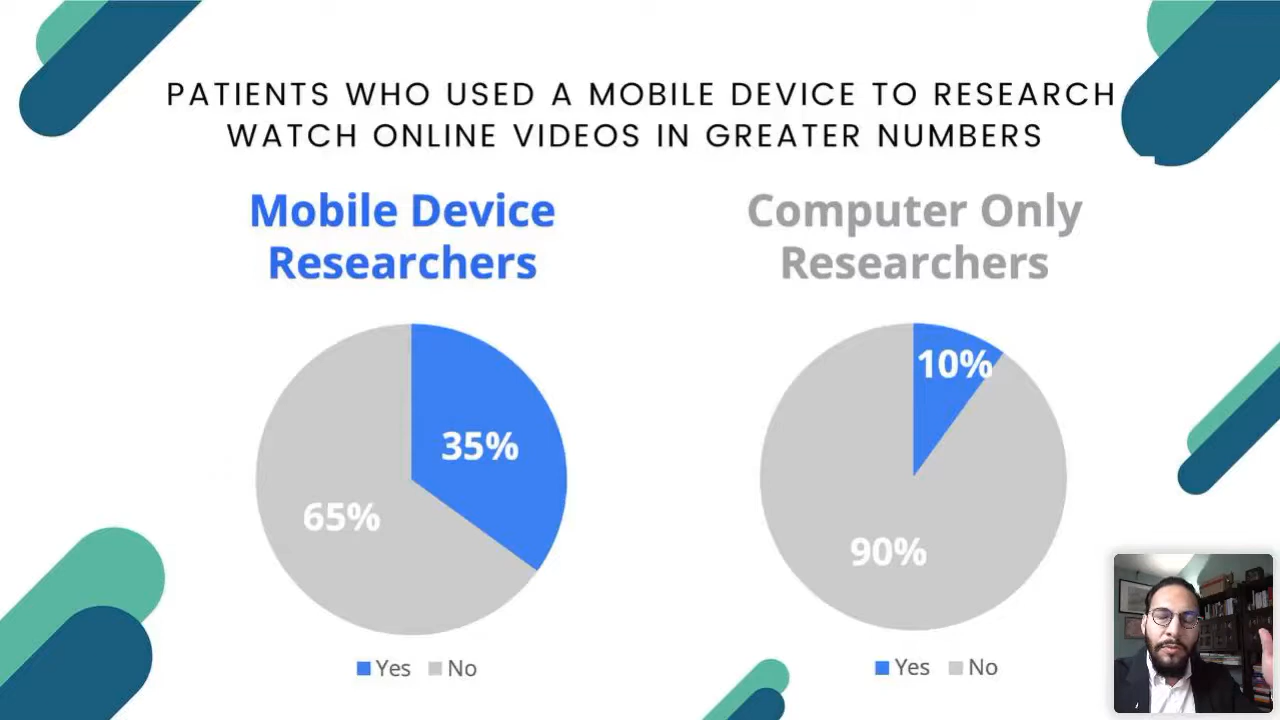 PATIENTS WHO USED A MOBILE DEVICE TO RESEARCH
WATCH ONLINE VIDEOS IN GREATER NUMBERS
Mobile Device
Researchers
35%
65%
Yes No
Computer Only
Researchers
10%
90%
Yes No